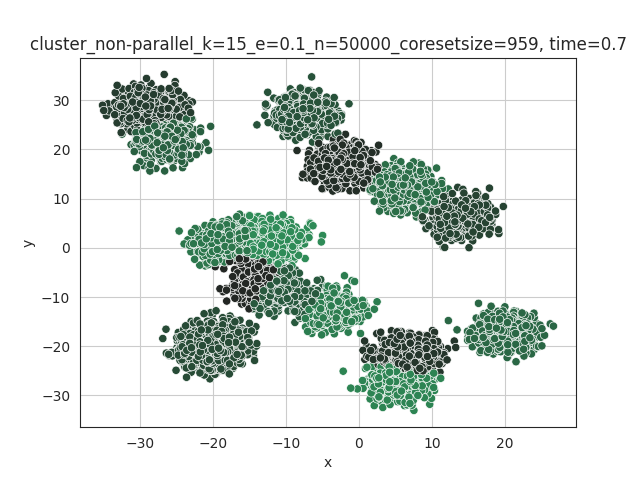 cluster_non-parallel_k=15_e=0.1_n=50000_coresetsize=959, time=0.7
30
20
10
0
−10
−20
−30
y
−30 −20 −10 0 10 20
x